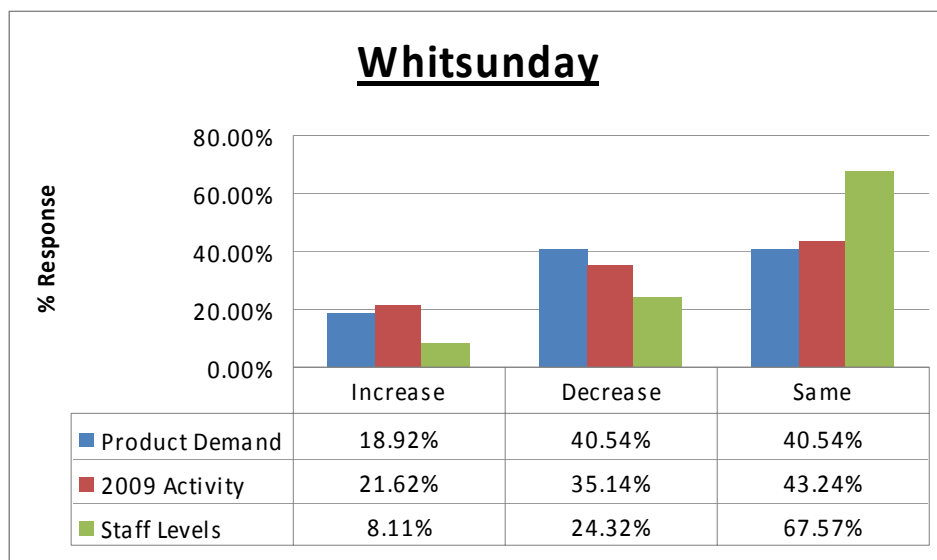 Whitsunday
% Response
80.00%
60.00%
40.00%
20.00%
0.00%
Increase Decrease Same
Product Demand 18.92% 40.54% 40.54%
2009 Activity 21.62% 35.14% 43.24%
Staff Levels 8.11% 24.32% 67.57%